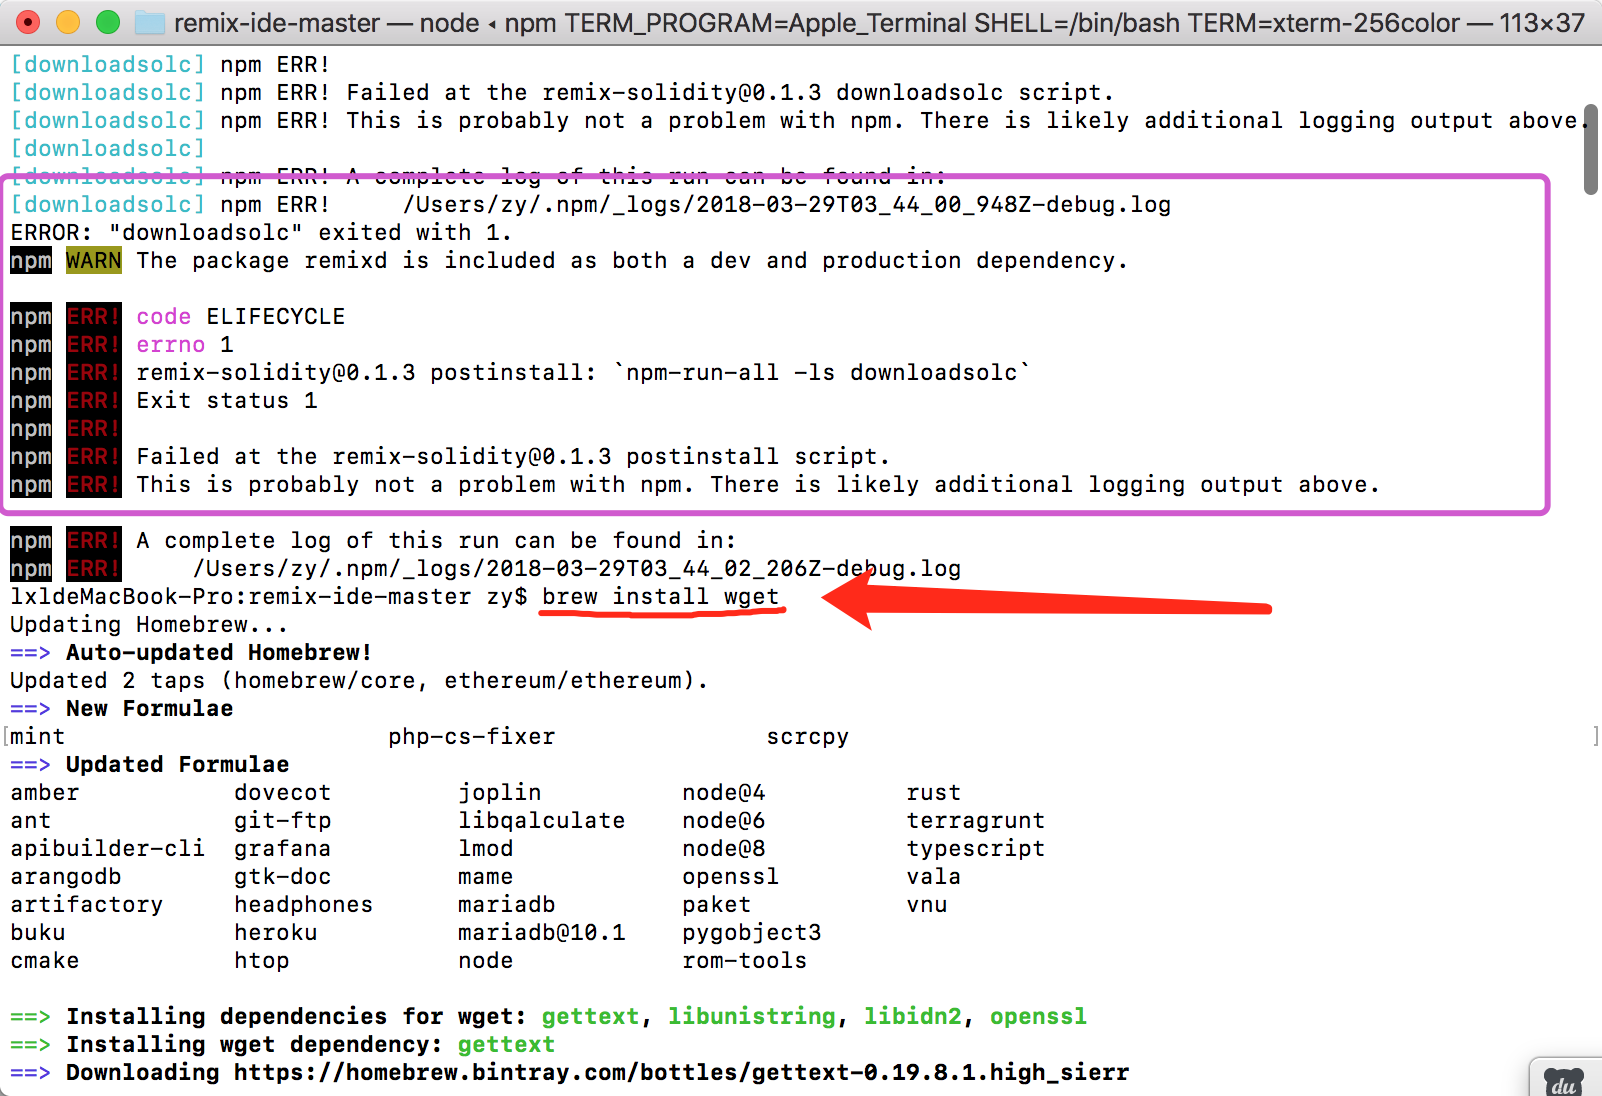 remix-ide-master — node ◂ npm TERM_PROGRAM=Apple_Terminal SHELL=/bin/bash TERM=xterm-256color — 113×37
[downloadsolc] npm ERR!
[downloadsolc] npm ERR! Failed at the remix-solidity@0.1.3 downloadsolc script.
[downloadsolc] npm ERR! This is probably not a problem with npm. There is likely additional logging output above.
[downloadsolc]
[downloadsolc] npm ERR! A complete log of this run can be found in:
[downloadsolc] npm ERR!     /Users/zy/.npm/_logs/2018-03-29T03_44_00_948Z-debug.log
ERROR: "downloadsolc" exited with 1.
npm WARN The package remixd is included as both a dev and production dependency.
npm ERR! code ELIFECYCLE
npm ERR! errno 1
npm ERR! remix-solidity@0.1.3 postinstall: `npm-run-all -ls downloadsolc`
npm ERR! Exit status 1
npm ERR!
npm ERR! Failed at the remix-solidity@0.1.3 postinstall script.
npm ERR! This is probably not a problem with npm. There is likely additional logging output above.
npm ERR! A complete log of this run can be found in:
npm ERR!     /Users/zy/.npm/_logs/2018-03-29T03_44_02_206Z-debug.log
lxldeMacBook-Pro:remix-ide-master zy$ brew install wget
Updating Homebrew...
==> Auto-updated Homebrew!
Updated 2 taps (homebrew/core, ethereum/ethereum).
==> New Formulae
[mint                       php-cs-fixer               scrcpy ]
==> Updated Formulae
amber           dovecot         joplin          node@4          rust
ant             git-ftp         libqalculate    node@6          terragrunt
apibuilder-cli  grafana         lmod            node@8          typescript
arangodb        gtk-doc         mame            openssl         vala
artifactory     headphones      mariadb         paket           vnu
buku            heroku          mariadb@10.1    pygobject3
cmake           htop            node            rom-tools
==> Installing dependencies for wget: gettext, libunistring, libidn2, openssl
==> Installing wget dependency: gettext
==> Downloading https://homebrew.bintray.com/bottles/gettext-0.19.8.1.high_sierr
du